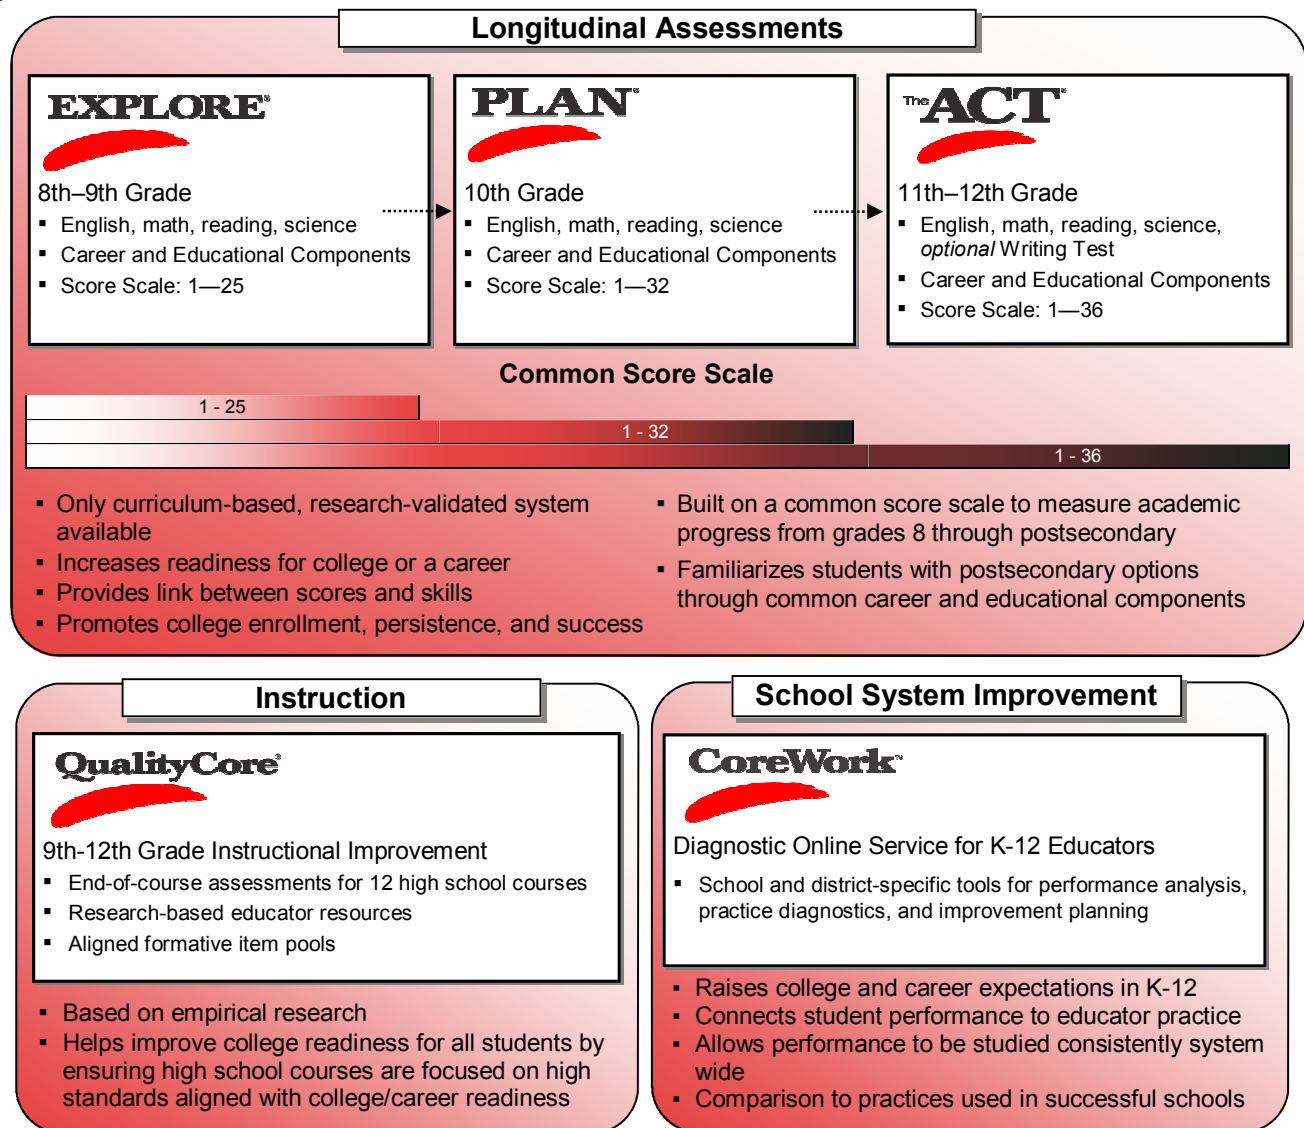 Longitudinal Assessments
EXPLORE®
8th–9th Grade
▪ English, math, reading, science
▪ Career and Educational Components
▪ Score Scale: 1—25
PLAN®
10th Grade
▪ English, math, reading, science
▪ Career and Educational Components
▪ Score Scale: 1—32
The ACT®
11th–12th Grade
▪ English, math, reading, science,
optional Writing Test
▪ Career and Educational Components
▪ Score Scale: 1—36
Common Score Scale
1 - 25
1 - 32
1 - 36
▪ Only curriculum-based, research-validated system
available
▪ Increases readiness for college or a career
▪ Provides link between scores and skills
▪ Promotes college enrollment, persistence, and success
▪ Built on a common score scale to measure academic
progress from grades 8 through postsecondary
▪ Familiarizes students with postsecondary options
through common career and educational components
Instruction
QualityCore®
9th-12th Grade Instructional Improvement
▪ End-of-course assessments for 12 high school courses
▪ Research-based educator resources
▪ Aligned formative item pools
▪ Based on empirical research
▪ Helps improve college readiness for all students by
ensuring high school courses are focused on high
standards aligned with college/career readiness
School System Improvement
CoreWork™
Diagnostic Online Service for K-12 Educators
▪ School and district-specific tools for performance analysis,
practice diagnostics, and improvement planning
▪ Raises college and career expectations in K-12
▪ Connects student performance to educator practice
▪ Allows performance to be studied consistently system
wide
▪ Comparison to practices used in successful schools